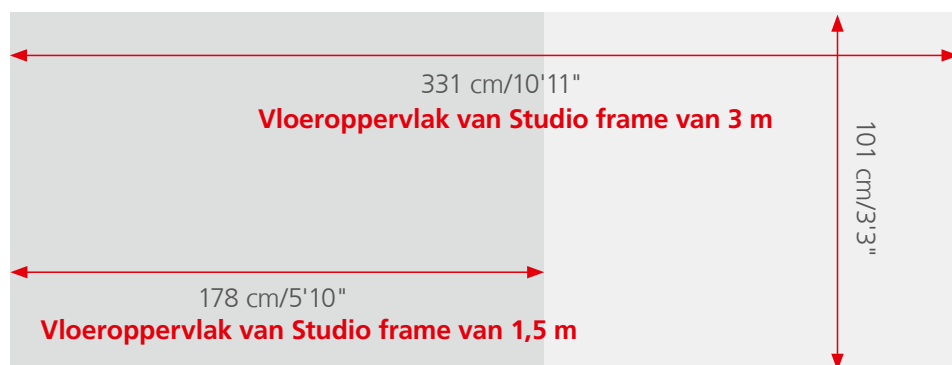 331 cm/10'11"
Vloeroppervlak van Studio frame van 3 m
101 cm/3'3"
178 cm/5'10"
Vloeroppervlak van Studio frame van 1,5 m